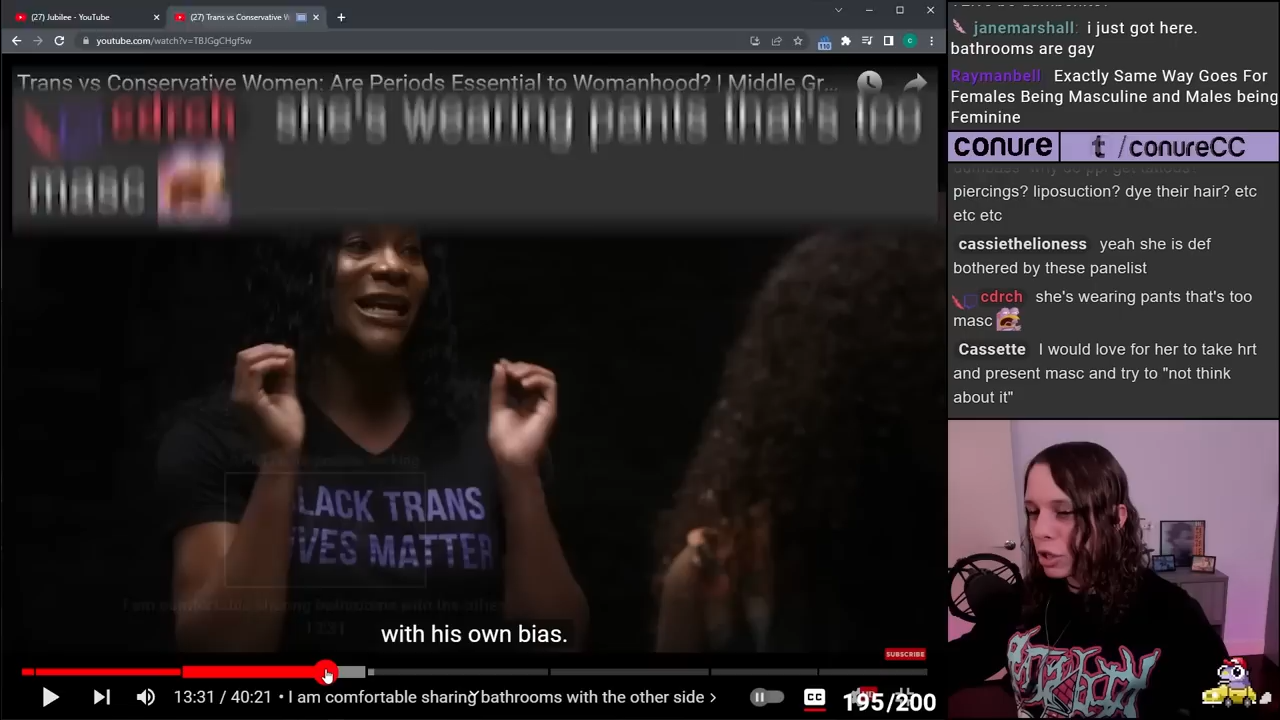 (27) Jubilee - YouTube
(27) Trans vs Conservative W
youtube.com/watch?v=TBJGgCHgf5w
Trans vs Conservative Women: Are Periods Essential to Womanhood? | Middle Gr...
cdrch she's wearing pants that's too
masc
LACK TRANS
VES MATTER
with his own bias.
SUBSCRIBE
13:31 / 40:21 • I am comfortable sharing bathrooms with the other side >
CC
195/200
janemarshall: i just got here.
bathrooms are gay
Raymanbell Exactly Same Way Goes For
Females Being Masculine and Males being
Feminine
conure t /conureCC
piercings? liposuction? dye their hair? etc
etc etc
cassiethelioness yeah she is def
bothered by these panelist
cdrch she's wearing pants that's too
masc
Cassette I would love for her to take hrt
and present masc and try to "not think
about it"